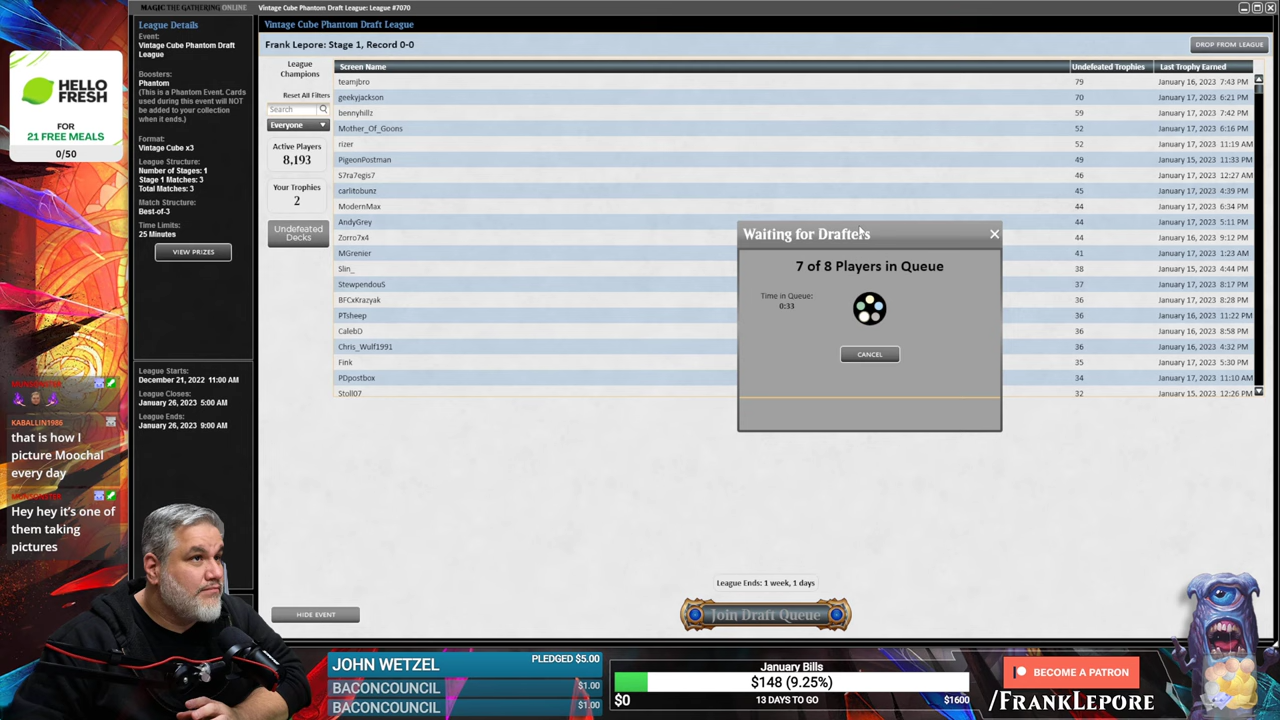 MAGIC: THE GATHERING ONLINE
Vintage Cube Phantom Draft League: League #7070
League Details
Event:
Vintage Cube Phantom Draft
League
Boosters:
Phantom
(This is a Phantom Event. Cards
used during this event will NOT
be added to your collection
when it ends.)
Format:
Vintage Cube x3
League Structure:
Number of Stages: 1
Stage 1 Matches: 3
Total Matches: 3
Match Structure:
Best-of-3
Time Limits:
25 Minutes
VIEW PRIZES
League Starts:
December 21, 2022 11:00 AM
League Closes:
January 26, 2023 5:00 AM
League Ends:
January 26, 2023 9:00 AM
HELLO
FRESH
FOR
21 FREE MEALS
0/50
KABALLIN1986
that is how I
picture Moochal
every day
Hey hey it's one of
them taking
pictures
Vintage Cube Phantom Draft League
Frank Lepore: Stage 1, Record 0-0
DROP FROM LEAGUE
League
Champions
Reset All Filters
Search
Everyone
Active Players
8,193
Your Trophies
2
Undefeated
Decks
Screen Name Undefeated Trophies Last Trophy Earned
teamjbro 79 January 16, 2023 7:43 PM
geekyjackson 70 January 17, 2023 6:21 PM
bennyhillz 59 January 17, 2023 7:42 PM
Mother_Of_Goons 52 January 17, 2023 6:16 PM
rizer 52 January 17, 2023 11:19 AM
PigeonPostman 49 January 15, 2023 11:33 PM
S7ra7egis7 46 January 17, 2023 12:27 AM
carlitobunz 45 January 17, 2023 4:39 PM
ModernMax 44 January 17, 2023 6:34 PM
AndyGrey 44 January 17, 2023 5:11 PM
Zorro7x4 44 January 16, 2023 9:12 PM
MGrenier 41 January 17, 2023 1:23 AM
Slin_ 38 January 15, 2023 4:44 PM
StewpendouS 37 January 17, 2023 8:17 PM
BFCxKrazyak 36 January 17, 2023 8:28 PM
PTsheep 36 January 16, 2023 11:22 PM
CalebD 36 January 16, 2023 8:58 PM
Chris_Wulf1991 36 January 16, 2023 4:32 PM
Fink 35 January 17, 2023 5:30 PM
PDpostbox 34 January 17, 2023 11:10 AM
Stoll07 32 January 15, 2023 12:26 PM
Waiting for Drafters
7 of 8 Players in Queue
Time in Queue:
0:33
CANCEL
League Ends: 1 week, 1 days
HIDE EVENT
Join Draft Queue
JOHN WETZEL PLEDGED $5.00
BACONCOUNCIL $1.00
BACONCOUNCIL $1.00
January Bills
$148 (9.25%)
$0 13 DAYS TO GO $1600
BECOME A PATRON
/FRANKLEPORE